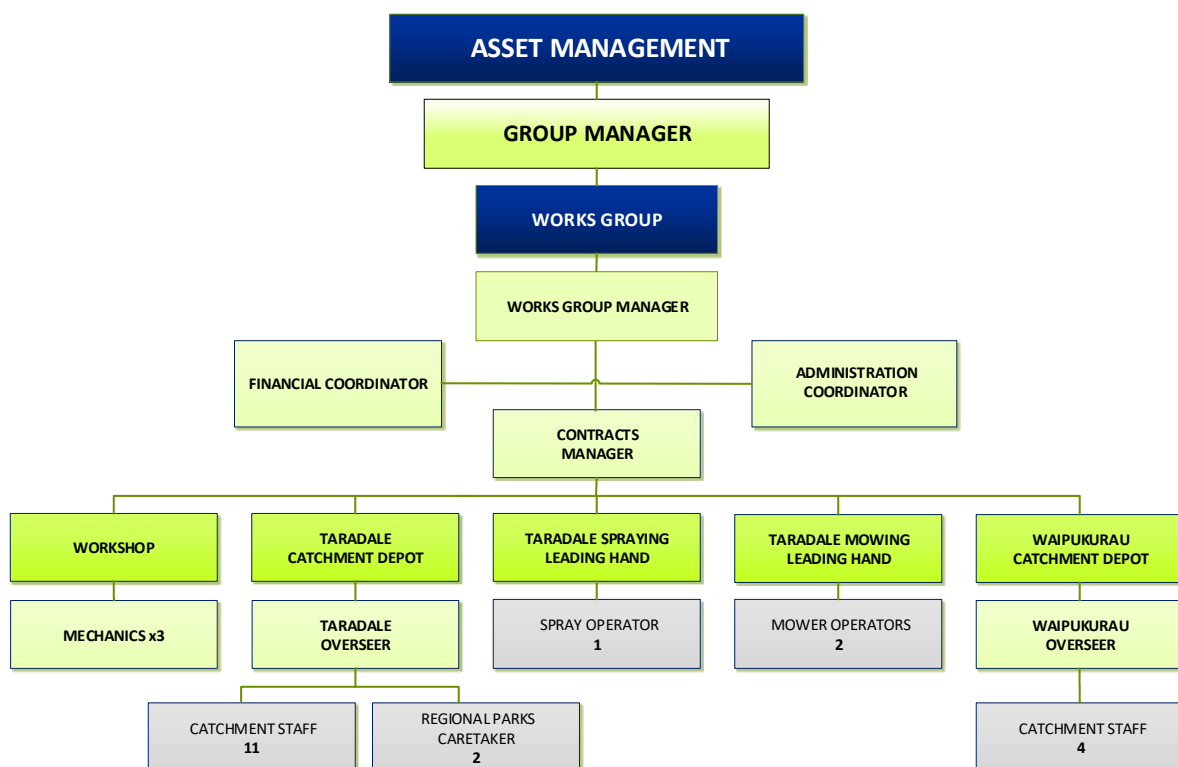 ASSET MANAGEMENT
GROUP MANAGER
WORKS GROUP
WORKS GROUP MANAGER
FINANCIAL COORDINATOR
ADMINISTRATION
COORDINATOR
CONTRACTS
MANAGER
WORKSHOP
TARADALE
CATCHMENT DEPOT
TARADALE SPRAYING
LEADING HAND
TARADALE MOWING
LEADING HAND
WAIPUKURAU
CATCHMENT DEPOT
MECHANICS x3
TARADALE
OVERSEER
SPRAY OPERATOR
1
MOWER OPERATORS
2
WAIPUKURAU
OVERSEER
CATCHMENT STAFF
11
REGIONAL PARKS
CARETAKER
2
CATCHMENT STAFF
4